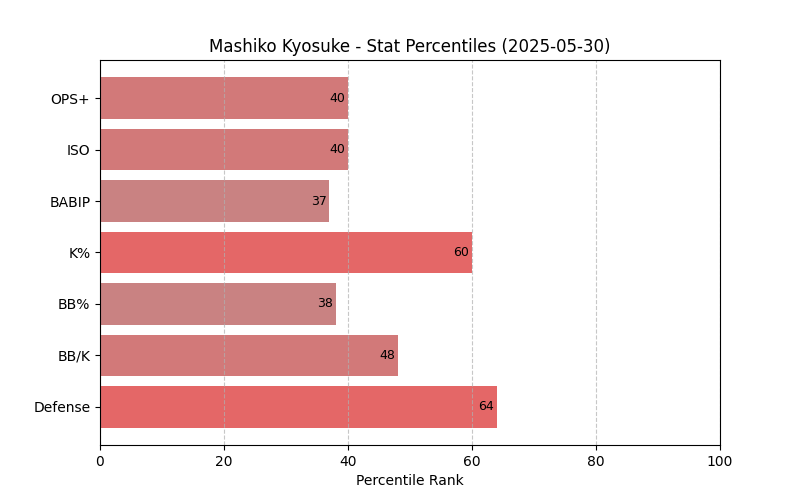 Mashiko Kyosuke - Stat Percentiles (2025-05-30)
OPS+ 40
ISO 40
BABIP 37
K% 60
BB% 38
BB/K 48
Defense 64
0 20 40 60 80 100
Percentile Rank